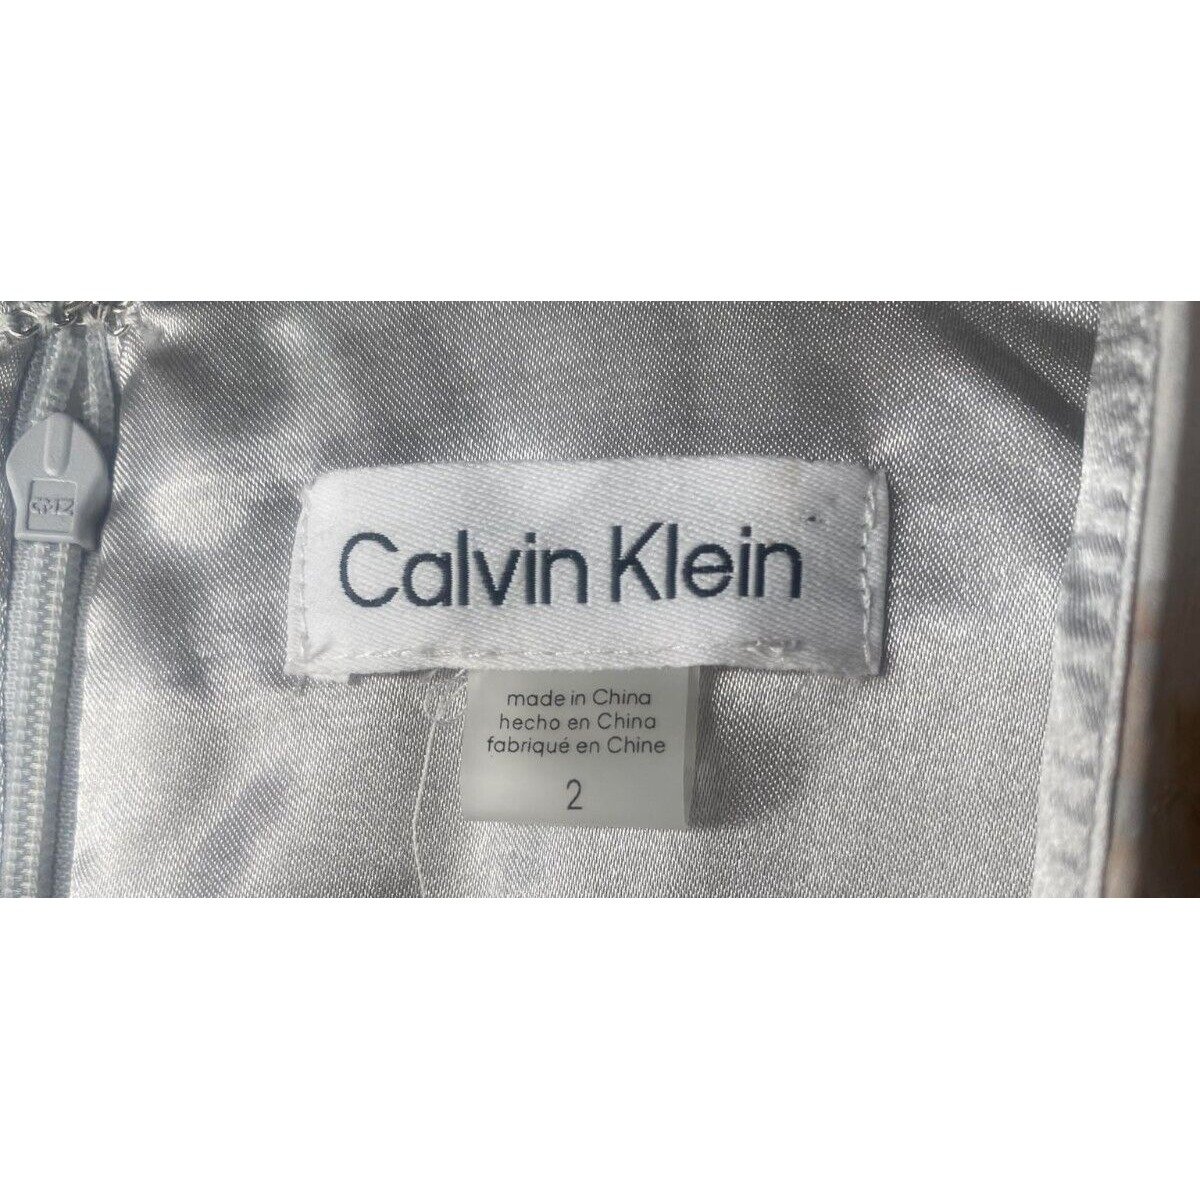 Calvin Klein
made in China
hecho en China
fabriqué en Chine
2